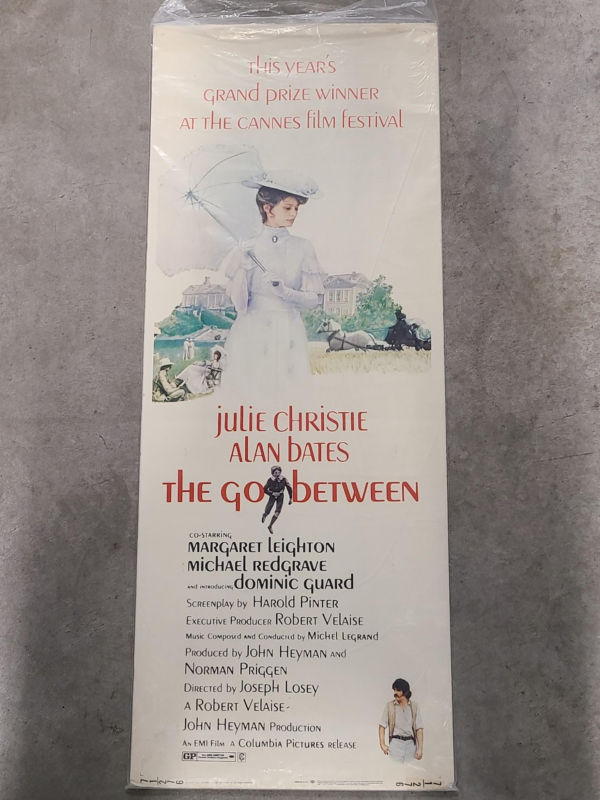 THIS YEAR'S
GRAND PRIZE WINNER
AT THE CANNES FILM FESTIVAL
JULIE CHRISTIE
ALAN BATES
THE GO BETWEEN
CO-STARRING
MARGARET LEIGHTON
MICHAEL REDGRAVE
AND INTRODUCING DOMINIC GUARD
SCREENPLAY BY HAROLD PINTER
EXECUTIVE PRODUCER ROBERT VELAISE
MUSIC COMPOSED AND CONDUCTED BY MICHEL LEGRAND
PRODUCED BY JOHN HEYMAN AND
NORMAN PRIGGEN
DIRECTED BY JOSEPH LOSEY
A ROBERT VELAISE-
JOHN HEYMAN PRODUCTION
AN EMI FILM A COLUMBIA PICTURES RELEASE
GP